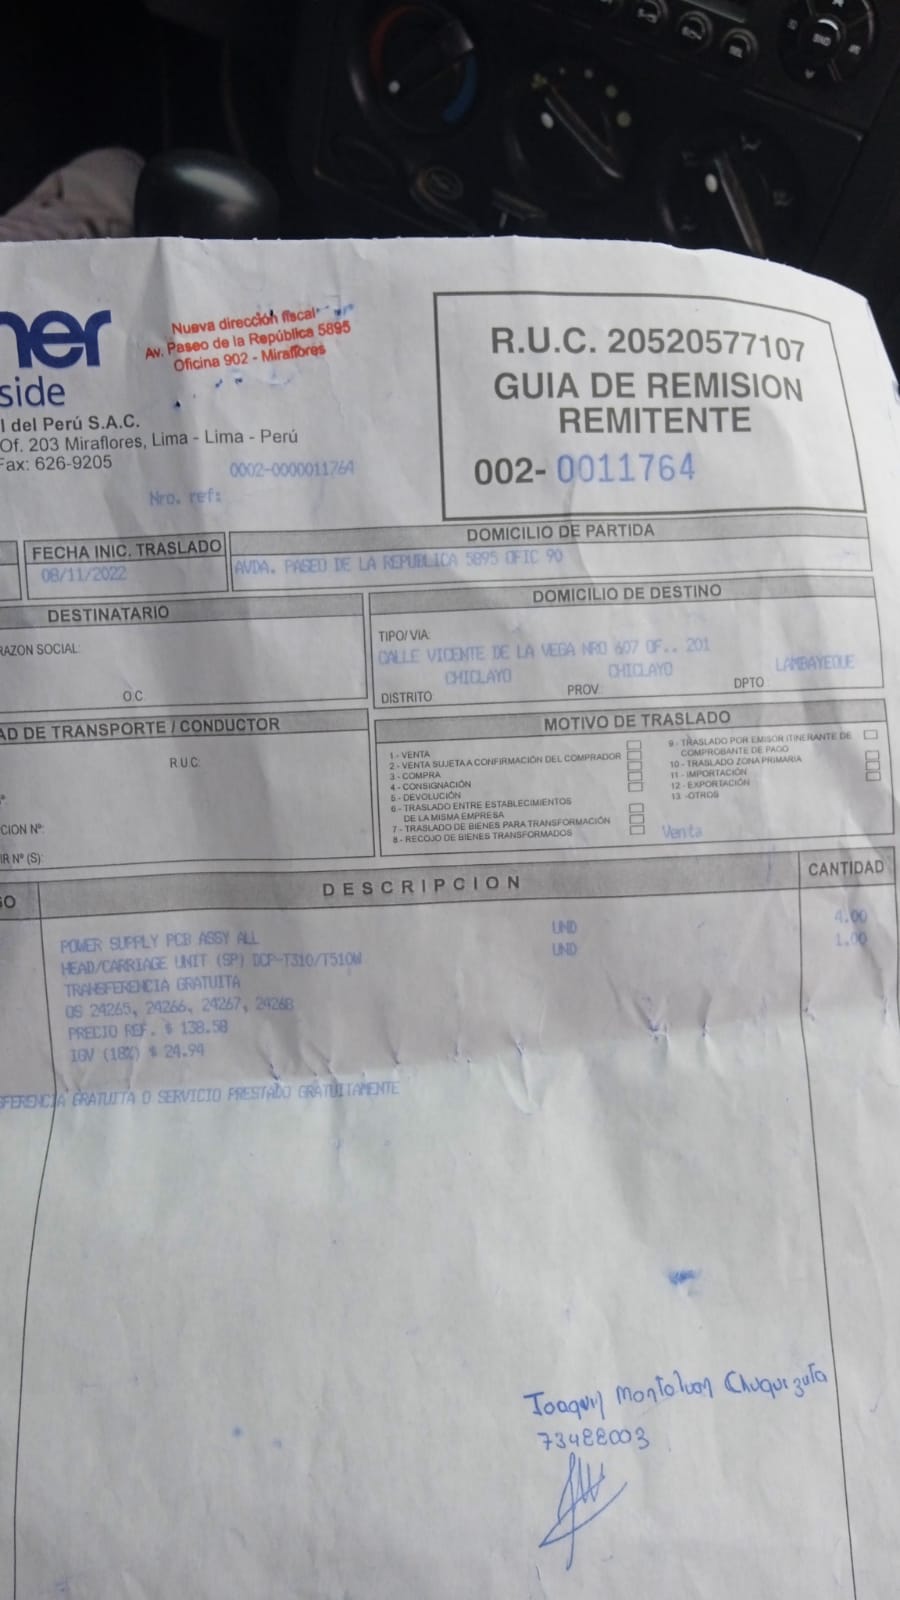 ner
side
Nueva dirección fiscal
Av. Paseo de la República 5895
Oficina 902 - Miraflores
l del Perú S.A.C.
Of. 203 Miraflores, Lima - Lima - Perú
Fax: 626-9205
0002-0000011764
Nro. ref:
R.U.C. 20520577107
GUIA DE REMISION
REMITENTE
002- 0011764
FECHA INIC. TRASLADO
08/11/2022
DOMICILIO DE PARTIDA
AVDA. PASEO DE LA REPUBLICA 5895 OFIC 90
DESTINATARIO
RAZON SOCIAL:
O.C.
DOMICILIO DE DESTINO
TIPO/VIA:
CALLE VICENTE DE LA VEGA NRO 607 OF.. 201
CHICLAYO CHICLAYO LAMBAYEQUE
DISTRITO PROV. DPTO
AD DE TRANSPORTE / CONDUCTOR
R.U.C.
CION Nº:
IR Nº (S):
MOTIVO DE TRASLADO
1 - VENTA
2 - VENTA SUJETA A CONFIRMACIÓN DEL COMPRADOR
3 - COMPRA
4 - CONSIGNACIÓN
5 - DEVOLUCIÓN
6 - TRASLADO ENTRE ESTABLECIMIENTOS
DE LA MISMA EMPRESA
7 - TRASLADO DE BIENES PARA TRANSFORMACIÓN
8 - RECOJO DE BIENES TRANSFORMADOS
9 - TRASLADO POR EMISOR ITINERANTE DE
COMPROBANTE DE PAGO
10 - TRASLADO ZONA PRIMARIA
11 - IMPORTACIÓN
12 - EXPORTACIÓN
13 - OTROS
Venta
GO DESCRIPCION CANTIDAD
POWER SUPPLY PCB ASSY ALL UND 4.00
HEAD/CARRIAGE UNIT (SP) DCP-T310/T510W UND 1.00
TRANSFERENCIA GRATUITA
OS 24265, 24266, 24267, 24268
PRECIO REF. $ 138.58
IGV (18%) $ 24.94
SFERENCIA GRATUITA O SERVICIO PRESTADO GRATUITAMENTE
Joaquin Montalvan Chuquizuta
73488003